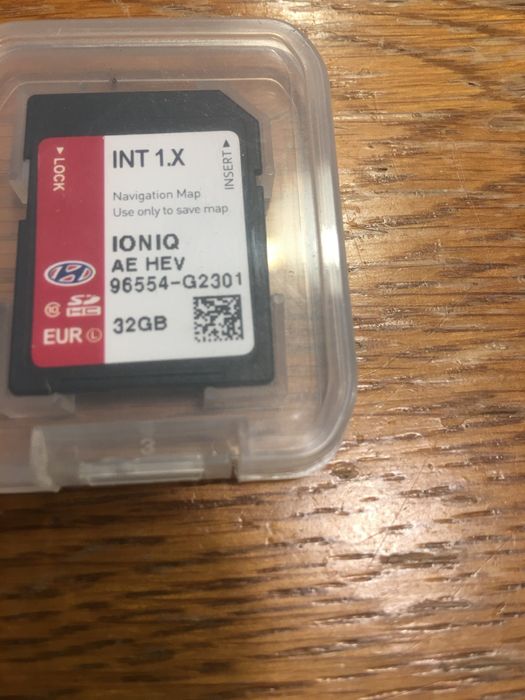 LOCK
INT 1.X
INSERT
Navigation Map
Use only to save map
IONIQ
AE HEV
96554-G2301
10
SD
HC
EUR L
32GB
3